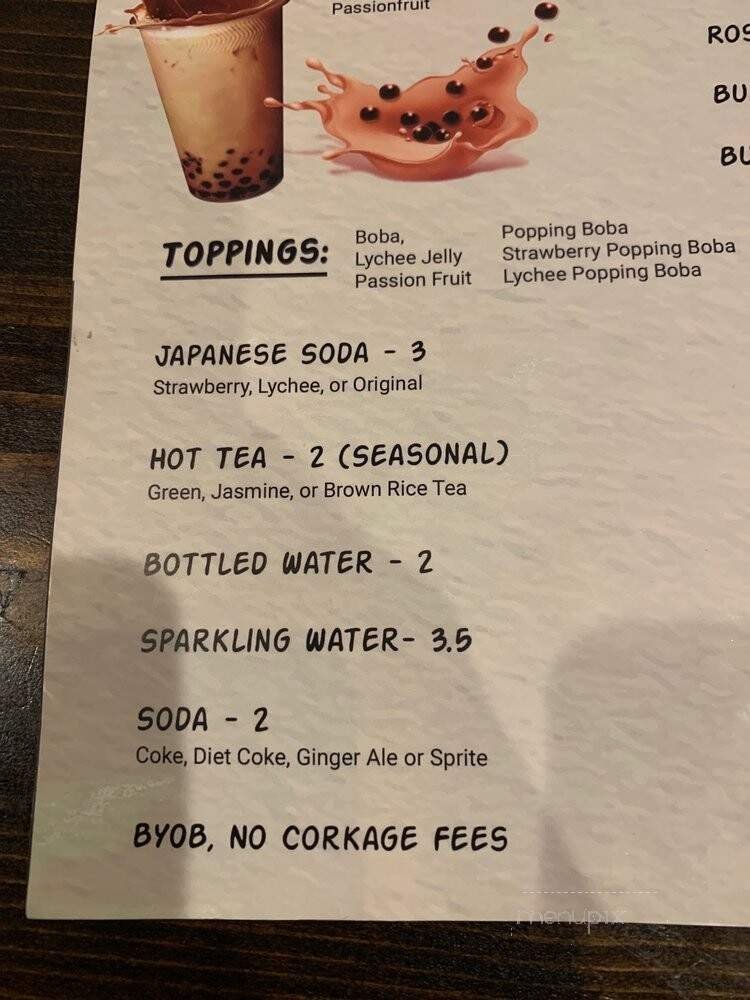 Passionfruit
TOPPINGS:
Boba,
Lychee Jelly
Passion Fruit
Popping Boba
Strawberry Popping Boba
Lychee Popping Boba
JAPANESE SODA - 3
Strawberry, Lychee, or Original
HOT TEA - 2 (SEASONAL)
Green, Jasmine, or Brown Rice Tea
BOTTLED WATER - 2
SPARKLING WATER- 3.5
SODA - 2
Coke, Diet Coke, Ginger Ale or Sprite
BYOB, NO CORKAGE FEES
menupix